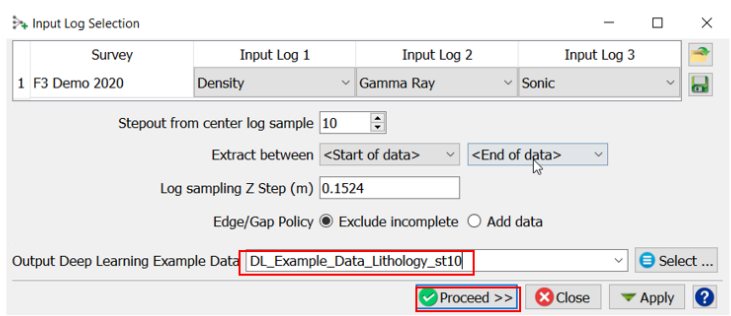 Input Log Selection
Survey Input Log 1 Input Log 2 Input Log 3
1 F3 Demo 2020 Density Gamma Ray Sonic
Stepout from center log sample 10
Extract between <Start of data> <End of data>
Log sampling Z Step (m) 0.1524
Edge/Gap Policy Exclude incomplete Add data
Output Deep Learning Example Data DL_Example_Data_Lithology_st10 Select ...
Proceed >> Close Apply ?